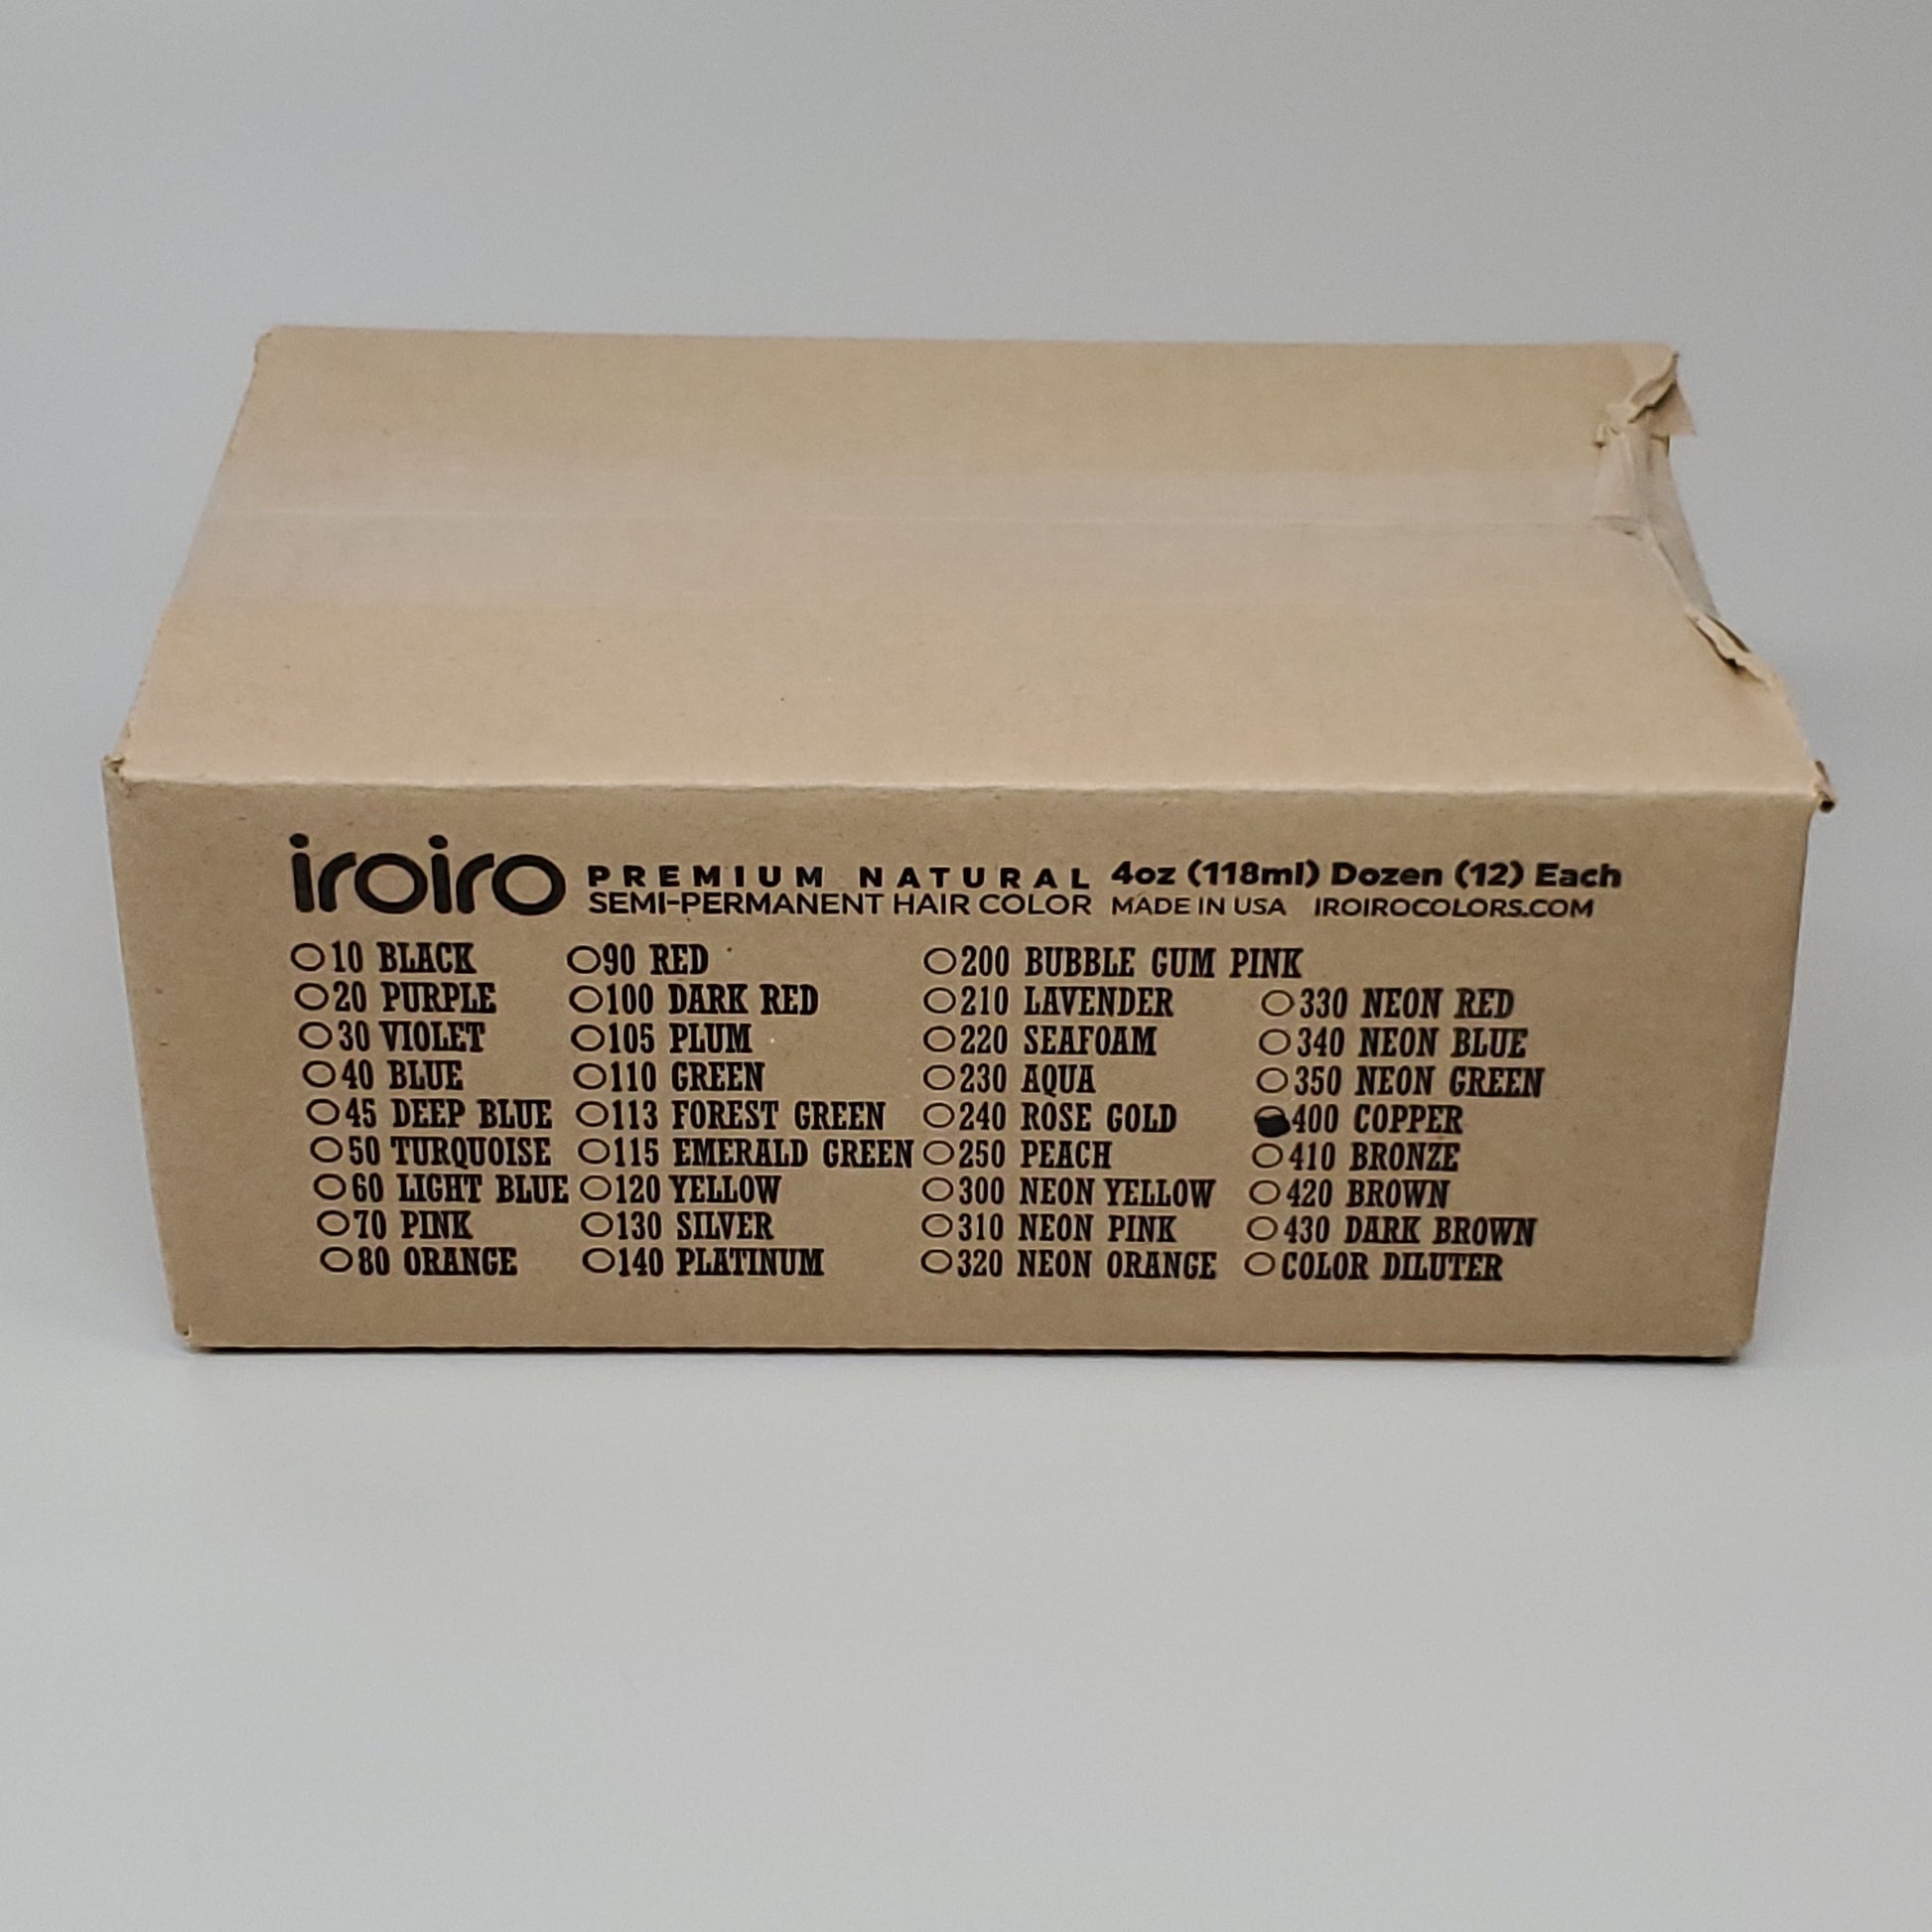 iroiro PREMIUM NATURAL 4oz (118ml) Dozen (12) Each
SEMI-PERMANENT HAIR COLOR MADE IN USA IROIROCOLORS.COM
10 BLACK
20 PURPLE
30 VIOLET
40 BLUE
45 DEEP BLUE
50 TURQUOISE
60 LIGHT BLUE
70 PINK
80 ORANGE
90 RED
100 DARK RED
105 PLUM
110 GREEN
113 FOREST GREEN
115 EMERALD GREEN
120 YELLOW
130 SILVER
140 PLATINUM
200 BUBBLE GUM PINK
210 LAVENDER
220 SEAFOAM
230 AQUA
240 ROSE GOLD
250 PEACH
300 NEON YELLOW
310 NEON PINK
320 NEON ORANGE
330 NEON RED
340 NEON BLUE
350 NEON GREEN
400 COPPER
410 BRONZE
420 BROWN
430 DARK BROWN
COLOR DILUTER